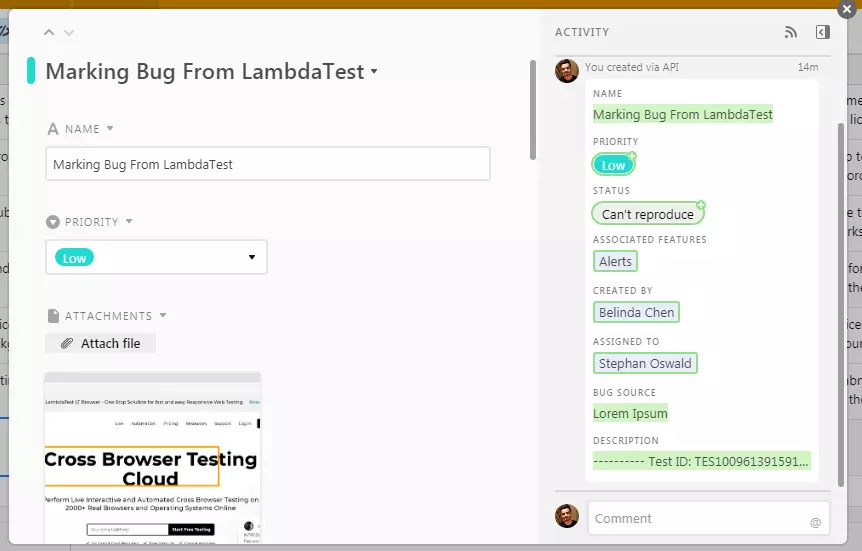 Marking Bug From LambdaTest
NAME
Marking Bug From LambdaTest
PRIORITY
Low
ATTACHMENTS
Attach file
LambdaTest LT Browser - One Stop Solution for fast and easy Responsive Web Testing.
Live Automation Pricing Resources Support Login
Cross Browser Testing
Cloud
Perform Live Interactive and Automated Cross Browser Testing on
2000+ Real Browsers and Operating Systems Online
Start Free Testing
ACTIVITY
You created via API 14m
NAME
Marking Bug From LambdaTest
PRIORITY
Low
STATUS
Can't reproduce
ASSOCIATED FEATURES
Alerts
CREATED BY
Belinda Chen
ASSIGNED TO
Stephan Oswald
BUG SOURCE
Lorem Ipsum
DESCRIPTION
---------- Test ID: TES100961391591...
Comment @